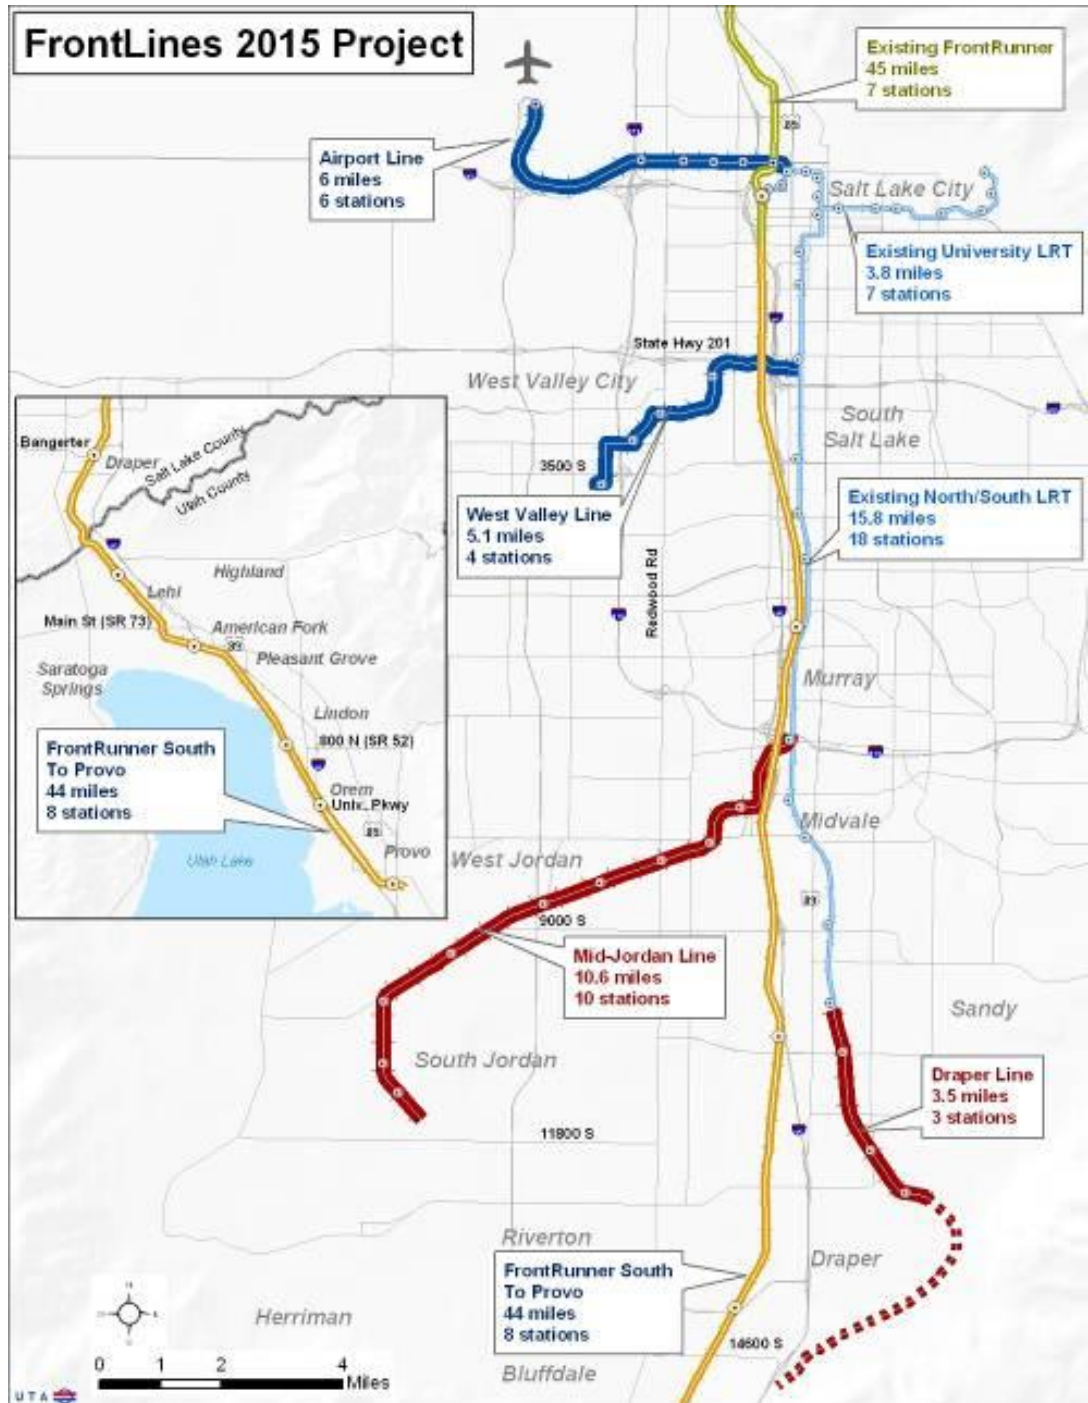 FrontLines 2015 Project
Existing FrontRunner
45 miles
7 stations
Airport Line
6 miles
6 stations
Salt Lake City
Existing University LRT
3.8 miles
7 stations
State Hwy 201
West Valley City
South
Salt Lake
3500 S
West Valley Line
5.1 miles
4 stations
Existing North/South LRT
15.8 miles
18 stations
Redwood Rd
Murray
Bangerter
Draper
Salt Lake County
Utah County
Highland
Lehi
Main St (SR 73)
American Fork
89
Pleasant Grove
Saratoga
Springs
Lindon
800 N (SR 52)
FrontRunner South
To Provo
44 miles
8 stations
Orem
Univ. Pkwy
Provo
Utah Lake
Midvale
West Jordan
89
9000 S
Mid-Jordan Line
10.6 miles
10 stations
Sandy
South Jordan
Draper Line
3.5 miles
3 stations
11800 S
Riverton
Draper
FrontRunner South
To Provo
44 miles
8 stations
Herriman
14600 S
Bluffdale
0 1 2 4
Miles
UTA